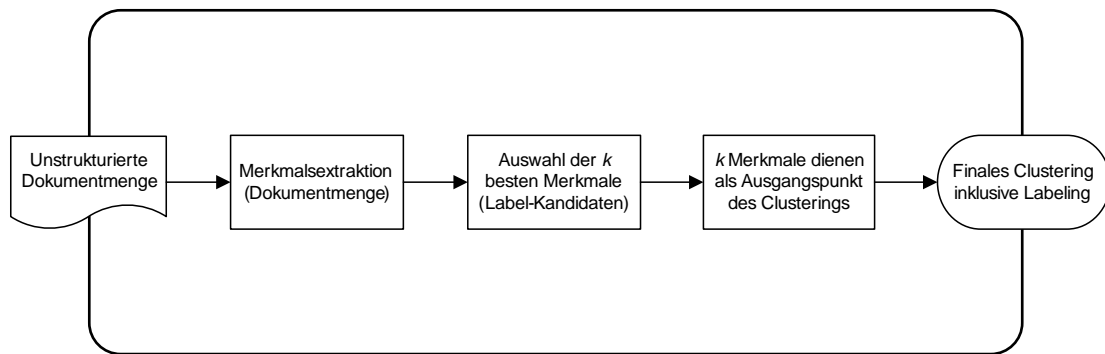 Unstrukturierte
Dokumentmenge
Merkmalsextraktion
(Dokumentmenge)
Auswahl der k
besten Merkmale
(Label-Kandidaten)
k Merkmale dienen
als Ausgangspunkt
des Clusterings
Finales Clustering
inklusive Labeling